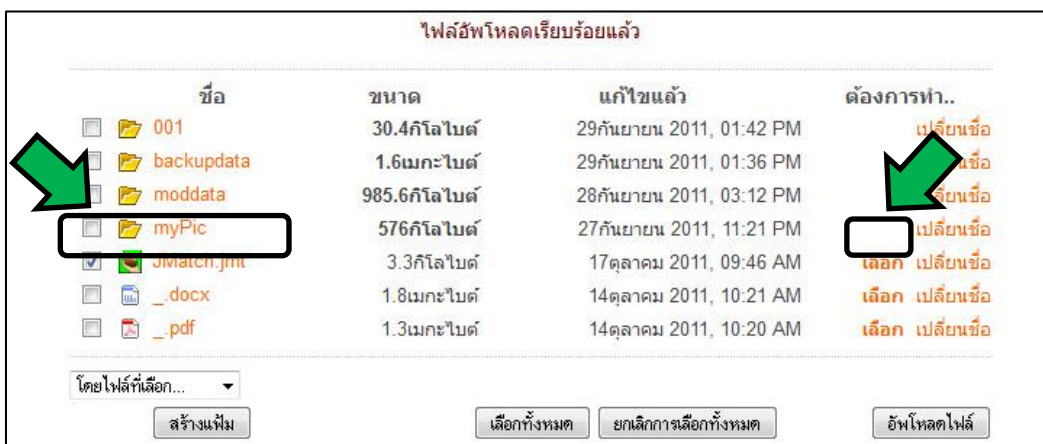 ไฟล์อัพโหลดเรียบร้อยแล้ว
ชื่อ ขนาด แก้ไขแล้ว ต้องการทำ..
001 30.4กิโลไบต์ 29กันยายน 2011, 01:42 PM เปลี่ยนชื่อ
backupdata 1.6เมกะไบต์ 29กันยายน 2011, 01:36 PM
moddata 985.6กิโลไบต์ 28กันยายน 2011, 03:12 PM เปลี่ยนชื่อ
myPic 576กิโลไบต์ 27กันยายน 2011, 11:21 PM เปลี่ยนชื่อ
JMatch.jmt 3.3กิโลไบต์ 17ตุลาคม 2011, 09:46 AM เลือก เปลี่ยนชื่อ
_.docx 1.8เมกะไบต์ 14ตุลาคม 2011, 10:21 AM เลือก เปลี่ยนชื่อ
_.pdf 1.3เมกะไบต์ 14ตุลาคม 2011, 10:20 AM เลือก เปลี่ยนชื่อ
โดยไฟล์ที่เลือก...
สร้างแฟ้ม เลือกทั้งหมด ยกเลิกการเลือกทั้งหมด อัพโหลดไฟล์